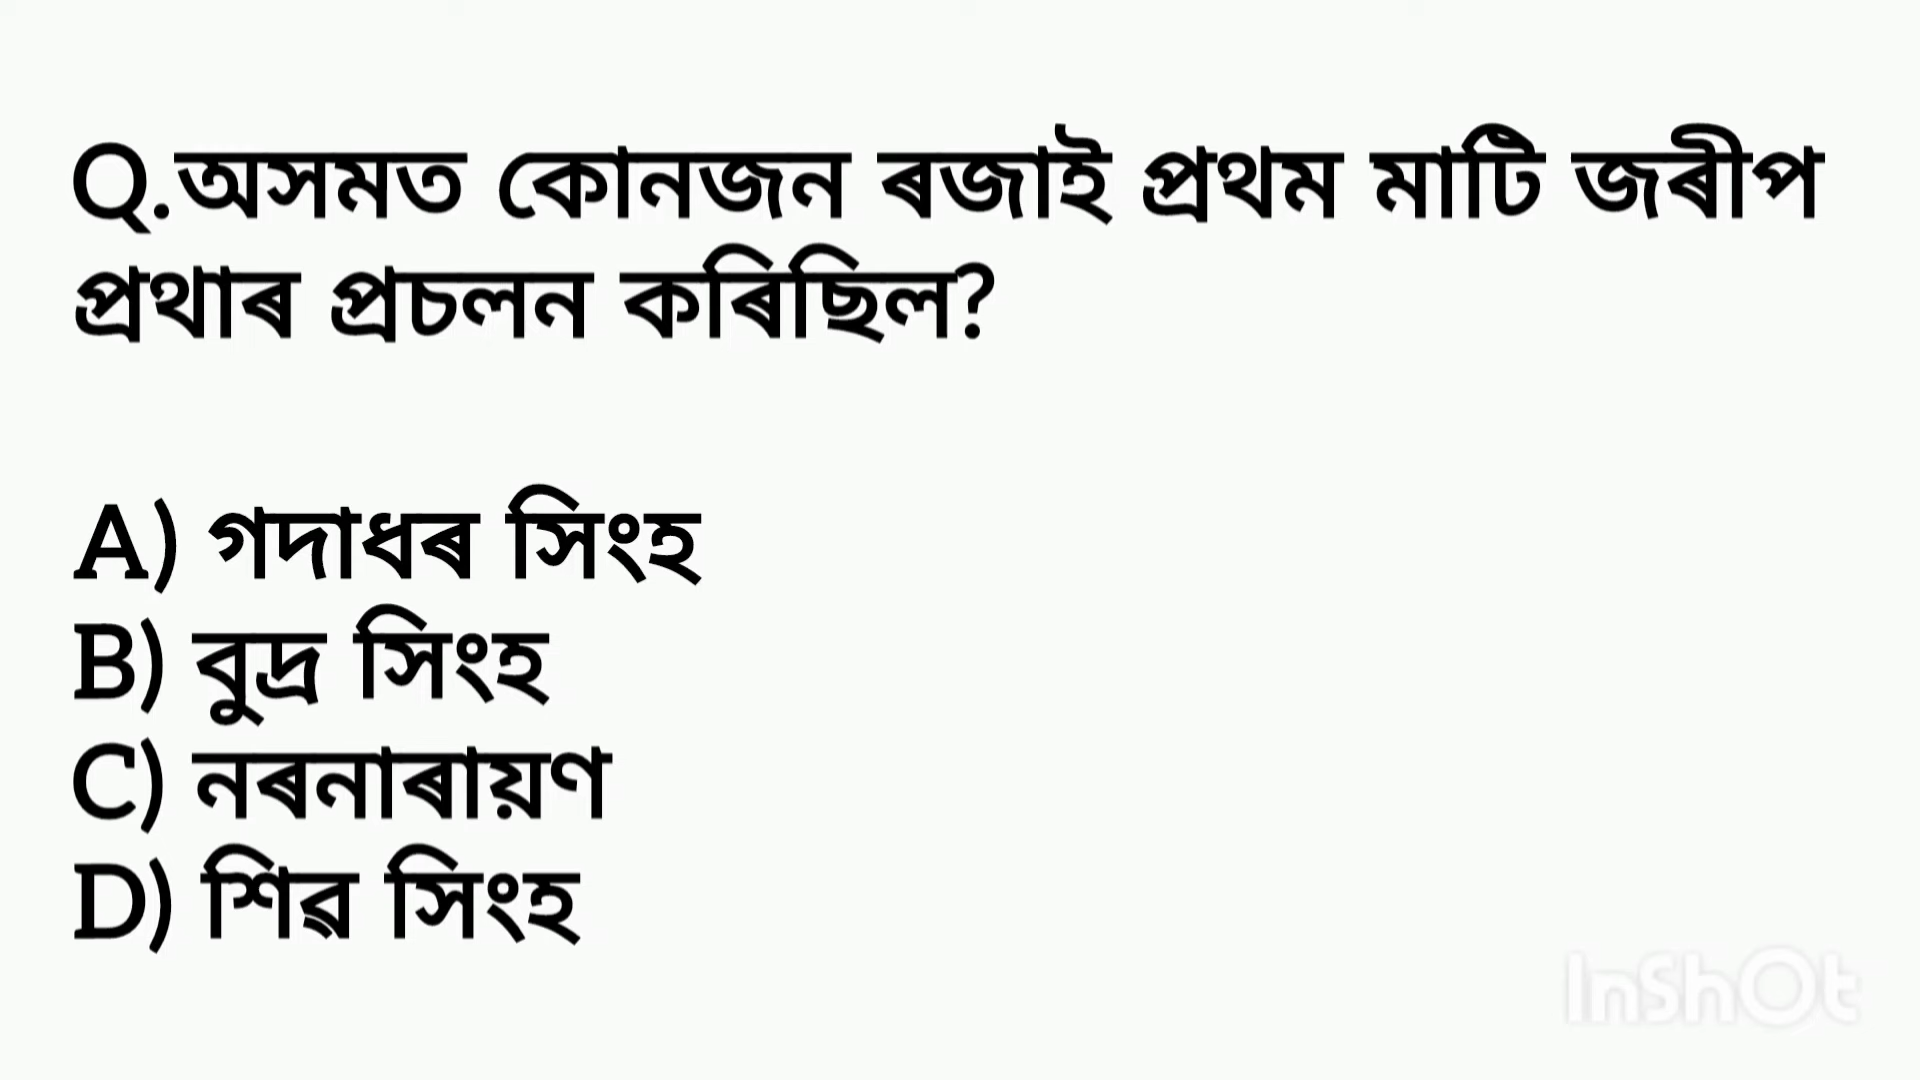 Q.অসমত কোনজন ৰজাই প্ৰথম মাটি জৰীপ
প্ৰথাৰ প্ৰচলন কৰিছিল?
A) গদাধৰ সিংহ
B) বুদ্ৰ সিংহ
C) নৰনাৰায়ণ
D) শিৱ সিংহ
InShOt